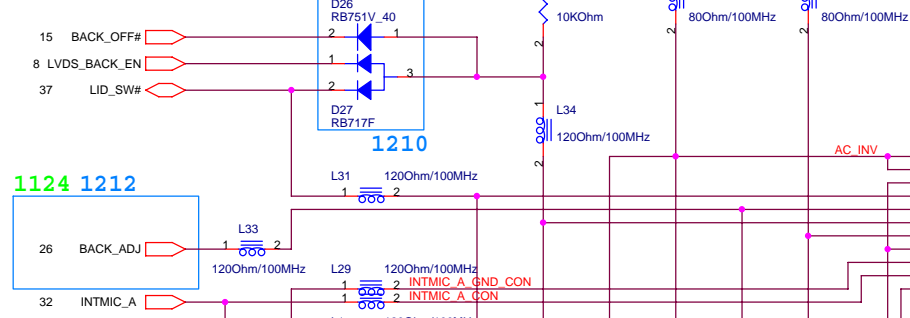 D26
RB751V_40
10KOhm
80Ohm/100MHz
80Ohm/100MHz
15 BACK_OFF# 2 1
2
2
2
8 LVDS_BACK_EN 1
3
37 LID_SW# 2
D27
RB717F
1
L34
120Ohm/100MHz
2
1210
AC_INV
1124 1212
L31 120Ohm/100MHz
1 2
L33
26 BACK_ADJ 1 2
120Ohm/100MHz
L29 120Ohm/100MHz
1 2 INTMIC_A_GND_CON
32 INTMIC_A 1 2 INTMIC_A_CON